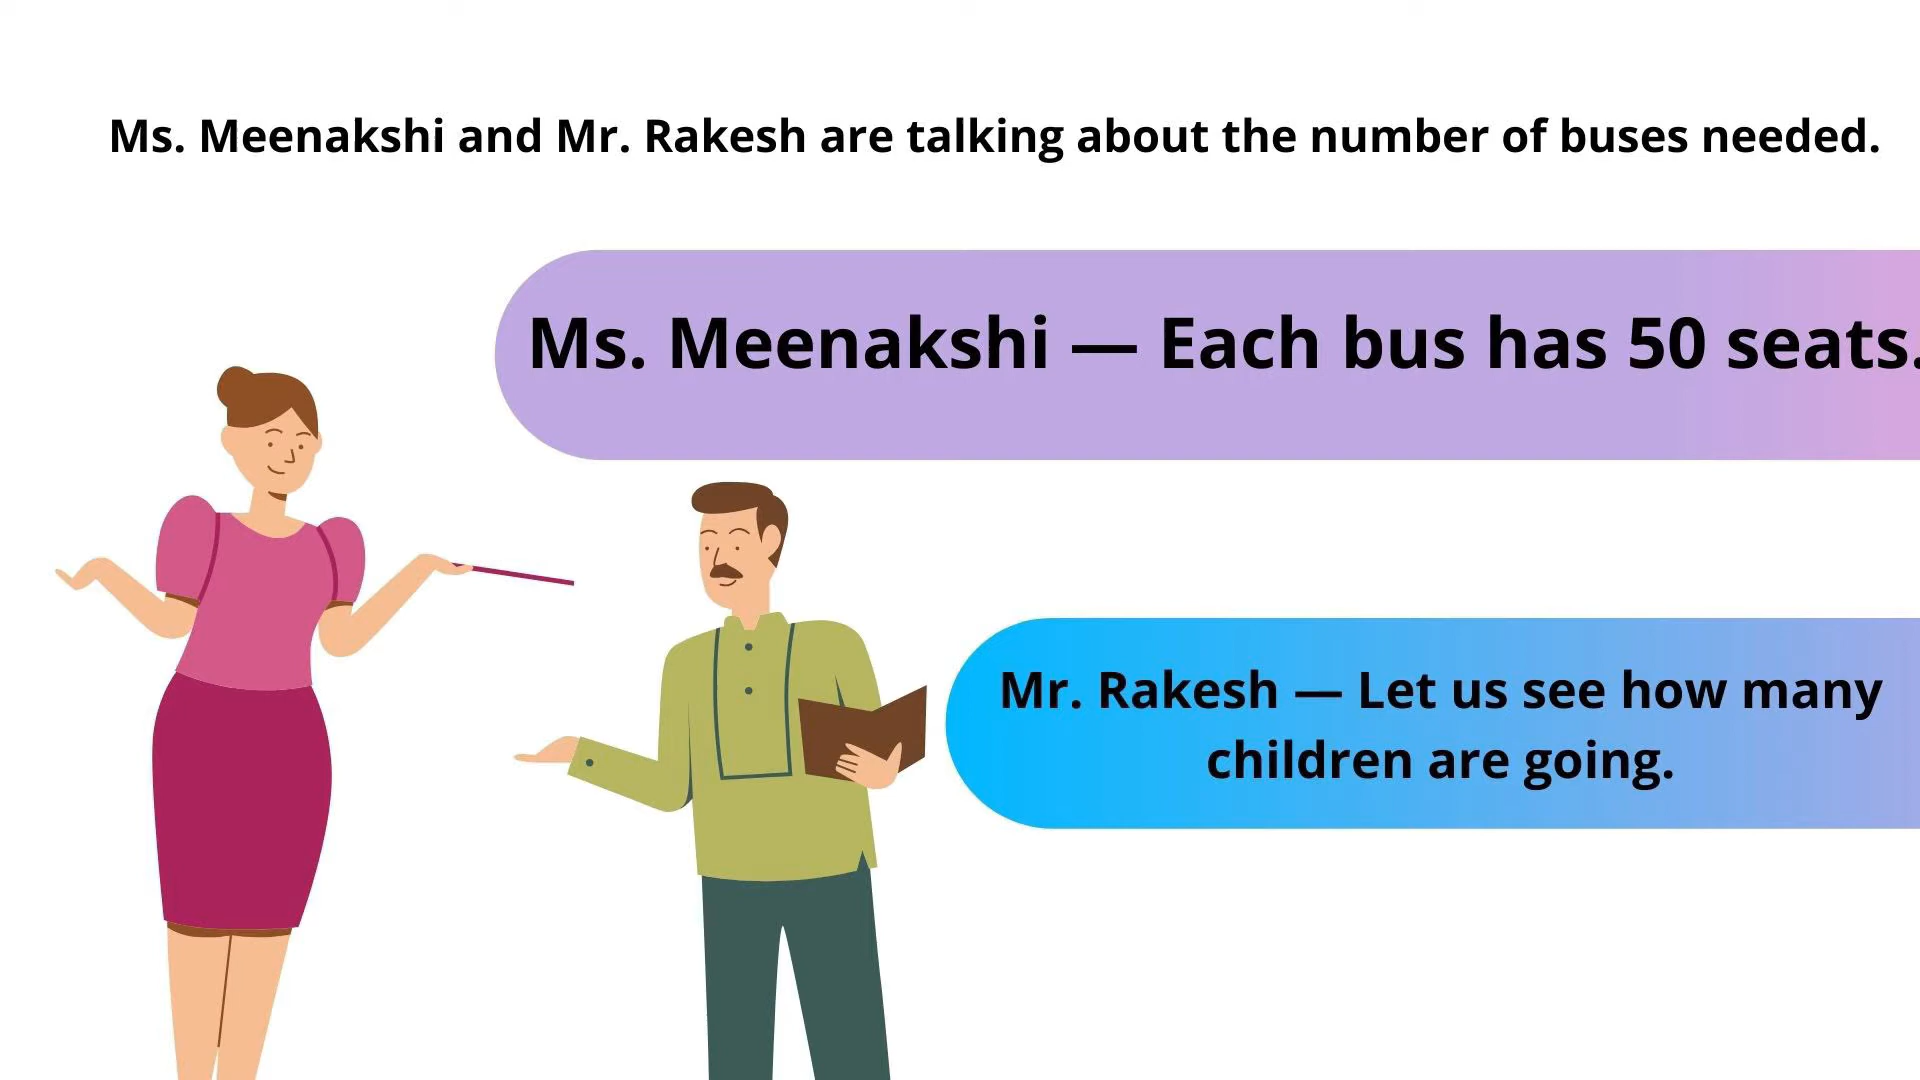 Ms. Meenakshi and Mr. Rakesh are talking about the number of buses needed.
Ms. Meenakshi — Each bus has 50 seats.
Mr. Rakesh — Let us see how many
children are going.